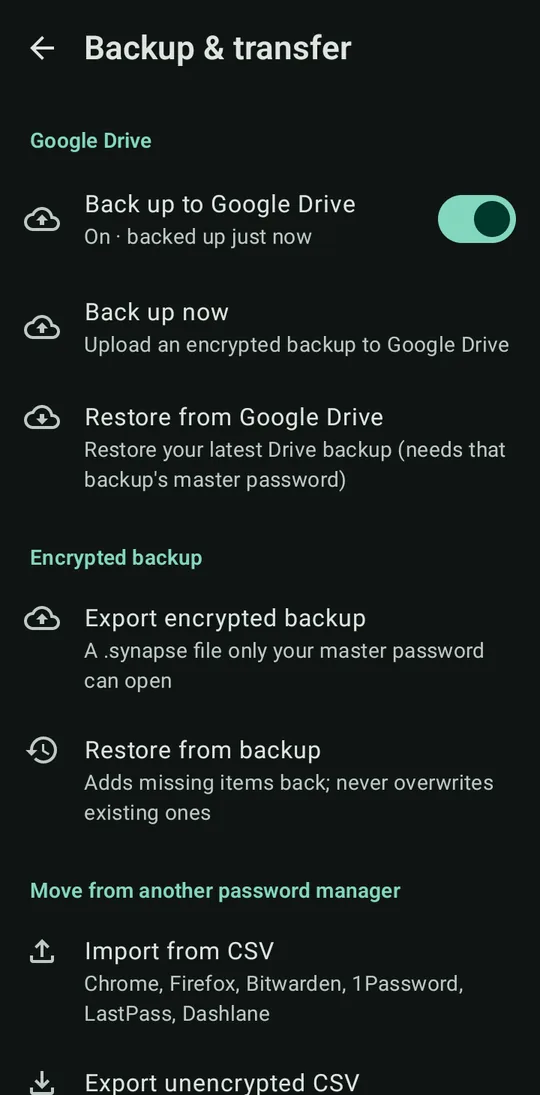 Backup & transfer
Google Drive
Back up to Google Drive
On · backed up just now
Back up now
Upload an encrypted backup to Google Drive
Restore from Google Drive
Restore your latest Drive backup (needs that
backup's master password)
Encrypted backup
Export encrypted backup
A .synapse file only your master password
can open
Restore from backup
Adds missing items back; never overwrites
existing ones
Move from another password manager
Import from CSV
Chrome, Firefox, Bitwarden, 1Password,
LastPass, Dashlane
Export unencrypted CSV